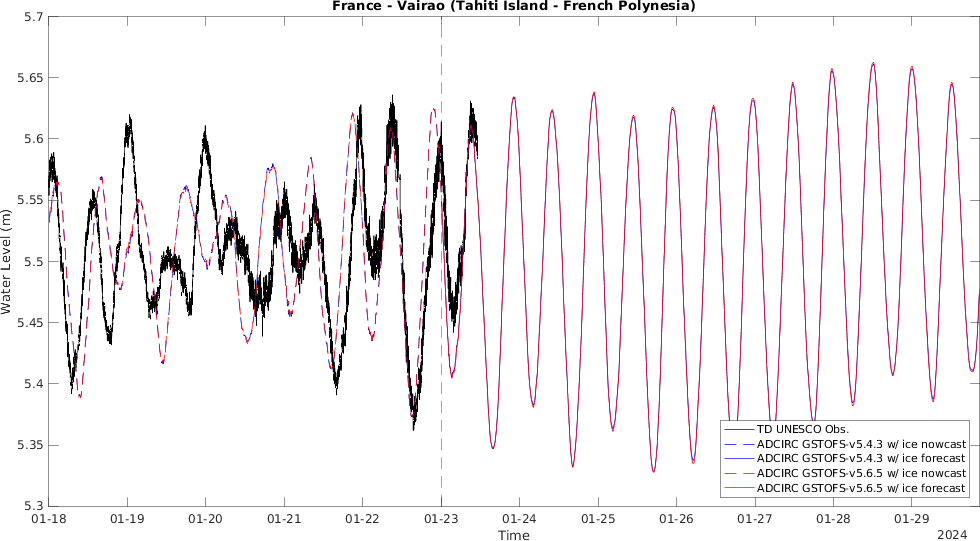 France - Vairao (Tahiti Island - French Polynesia)
5.7
5.65
5.6
5.55
5.5
5.45
5.4
5.35
5.3
Water Level (m)
TD UNESCO Obs.
ADCIRC GSTOFS-v5.4.3 w/ ice nowcast
ADCIRC GSTOFS-v5.4.3 w/ ice forecast
ADCIRC GSTOFS-v5.6.5 w/ ice nowcast
ADCIRC GSTOFS-v5.6.5 w/ ice forecast
01-18 01-19 01-20 01-21 01-22 01-23 01-24 01-25 01-26 01-27 01-28 01-29
Time
2024